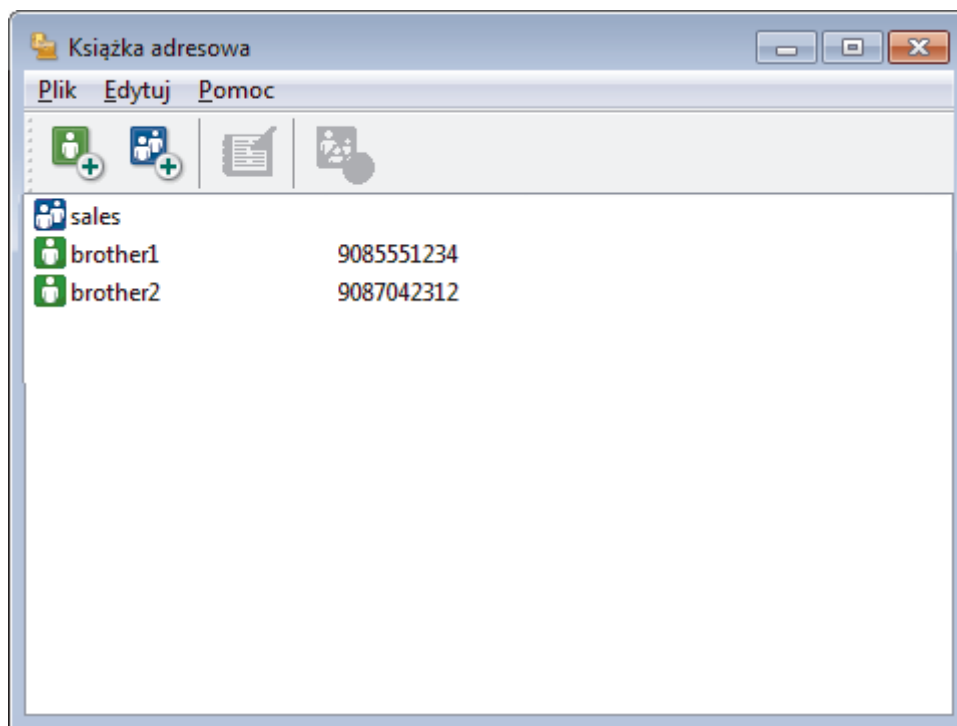 Książka adresowa
Plik Edytuj Pomoc
sales
brother1 9085551234
brother2 9087042312